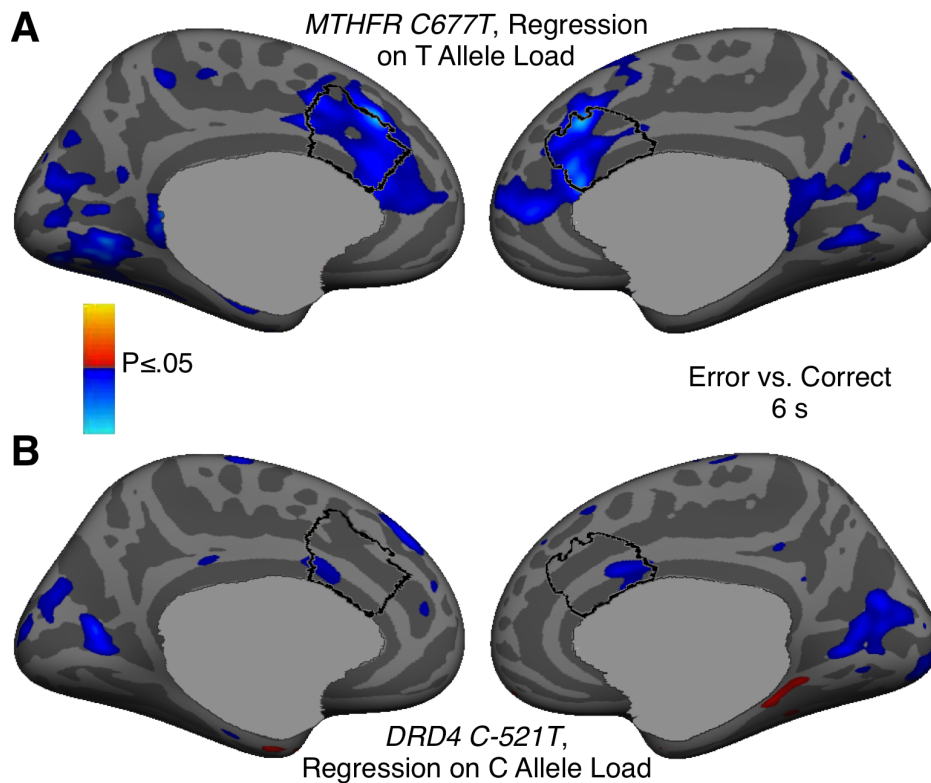 A
MTHFR C677T, Regression
on T Allele Load
P≤.05
Error vs. Correct
6 s
B
DRD4 C-521T,
Regression on C Allele Load